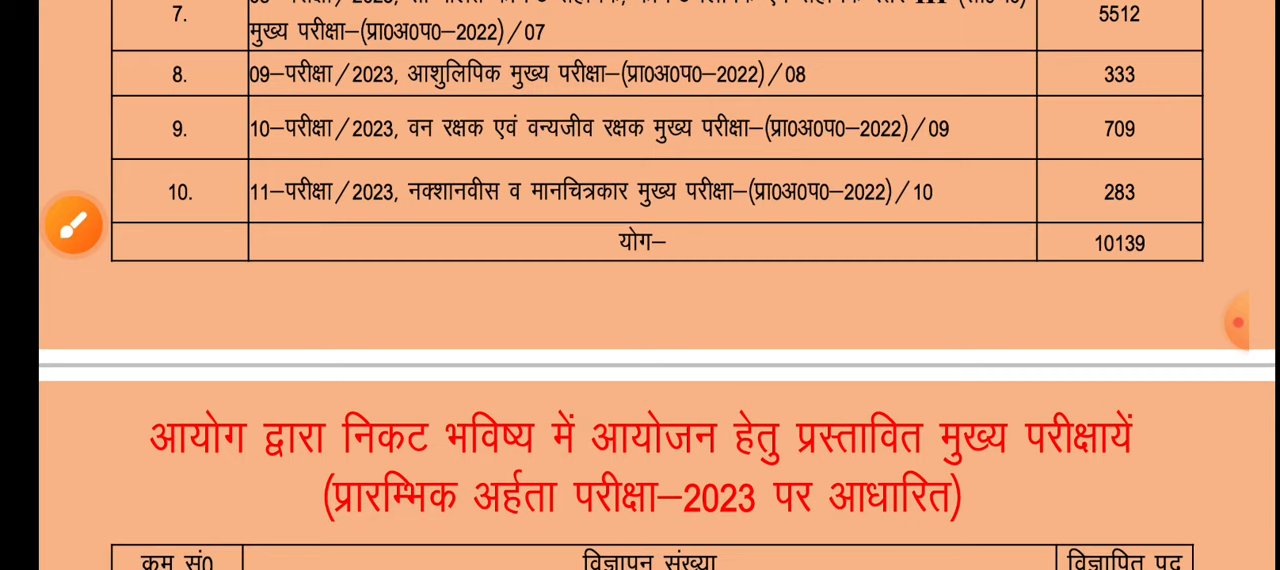 7.
मुख्य परीक्षा–(प्रा0अ0प0–2022)/07
5512
8. 09–परीक्षा/2023, आशुलिपिक मुख्य परीक्षा–(प्रा0अ0प0–2022)/08 333
9. 10–परीक्षा/2023, वन रक्षक एवं वन्यजीव रक्षक मुख्य परीक्षा–(प्रा0अ0प0–2022)/09 709
10. 11–परीक्षा/2023, नक्शानवीस व मानचित्रकार मुख्य परीक्षा–(प्रा0अ0प0–2022)/10 283
योग– 10139
आयोग द्वारा निकट भविष्य में आयोजन हेतु प्रस्तावित मुख्य परीक्षायें
(प्रारम्भिक अर्हता परीक्षा–2023 पर आधारित)
क्रम सं0 विज्ञापन संख्या विज्ञापित पद